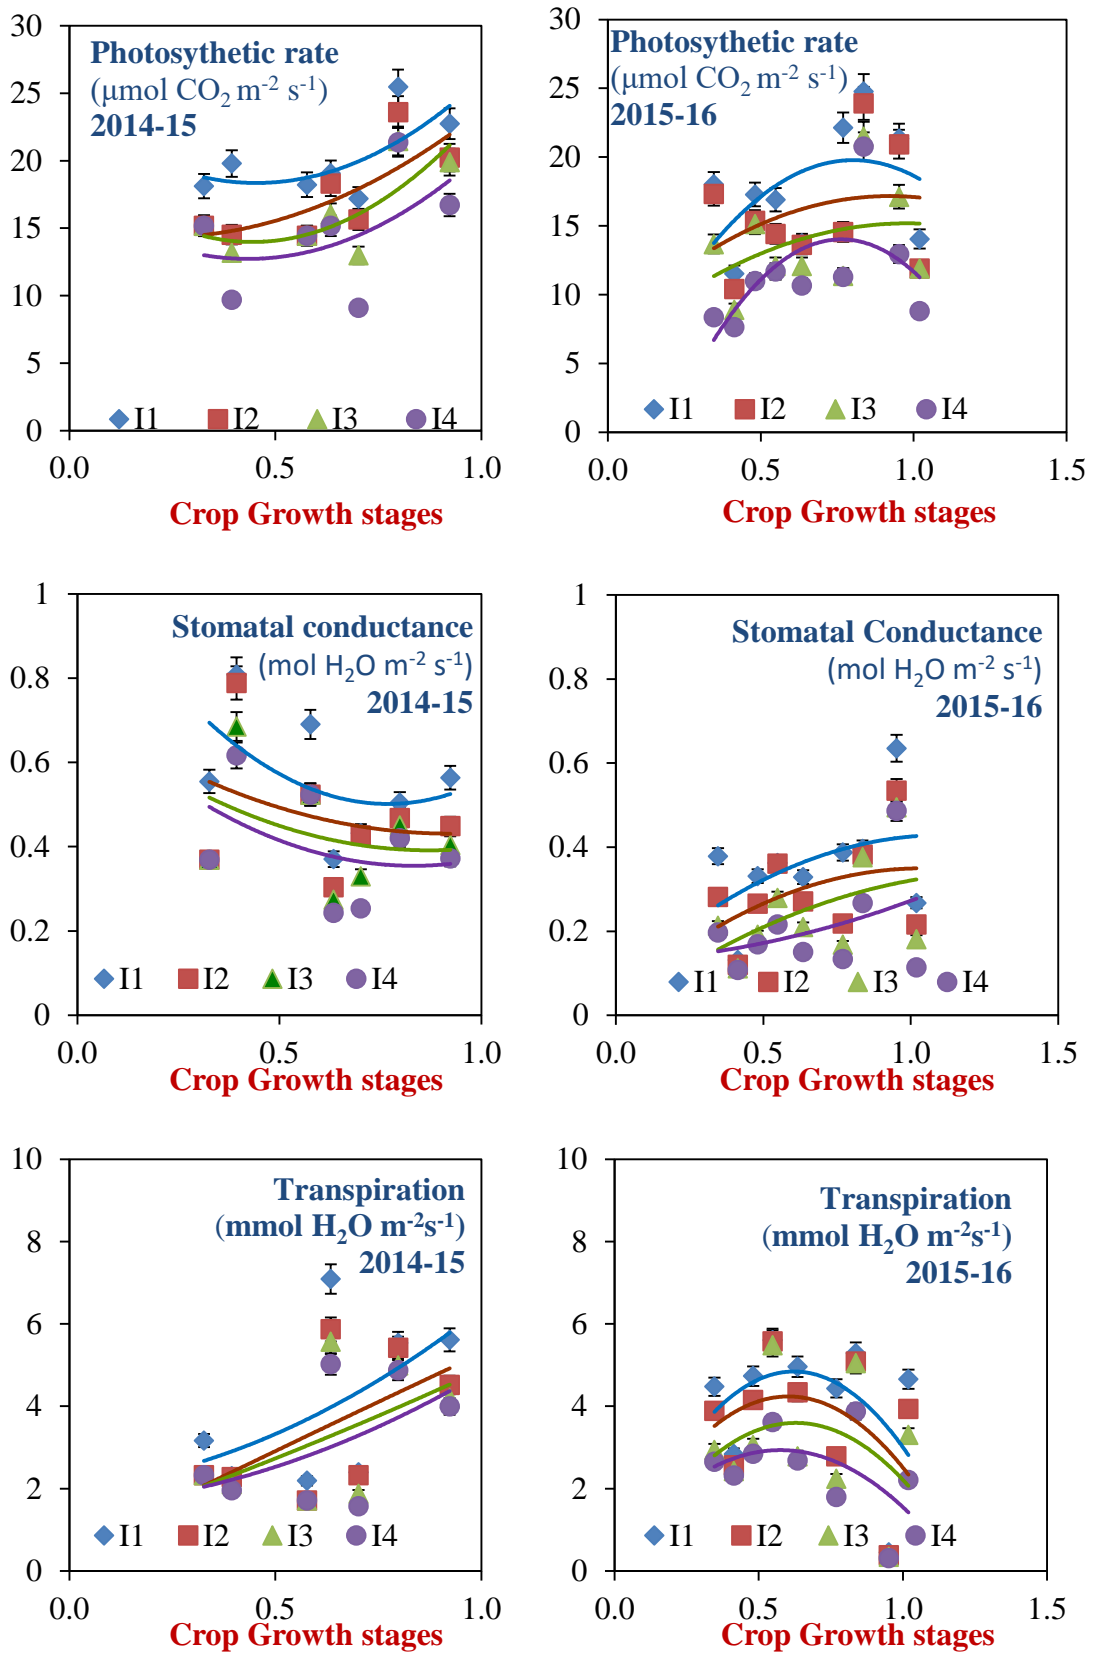 Photosythetic rate
(μmol CO₂ m⁻² s⁻¹)
2014-15
30
25
20
15
10
5
0
I1 I2 I3 I4
0.0 0.5 1.0
Crop Growth stages
Photosythetic rate
(μmol CO₂ m⁻² s⁻¹)
2015-16
30
25
20
15
10
5
0
I1 I2 I3 I4
0.0 0.5 1.0 1.5
Crop Growth stages
Stomatal conductance
(mol H₂O m⁻² s⁻¹)
2014-15
1
0.8
0.6
0.4
0.2
0
I1 I2 I3 I4
0.0 0.5 1.0
Crop Growth stages
Stomatal Conductance
(mol H₂O m⁻² s⁻¹)
2015-16
1
0.8
0.6
0.4
0.2
0
I1 I2 I3 I4
0.0 0.5 1.0 1.5
Crop Growth stages
Transpiration
(mmol H₂O m⁻²s⁻¹)
2014-15
10
8
6
4
2
0
I1 I2 I3 I4
0.0 0.5 1.0
Crop Growth stages
Transpiration
(mmol H₂O m⁻²s⁻¹)
2015-16
10
8
6
4
2
0
I1 I2 I3 I4
0.0 0.5 1.0 1.5
Crop Growth stages